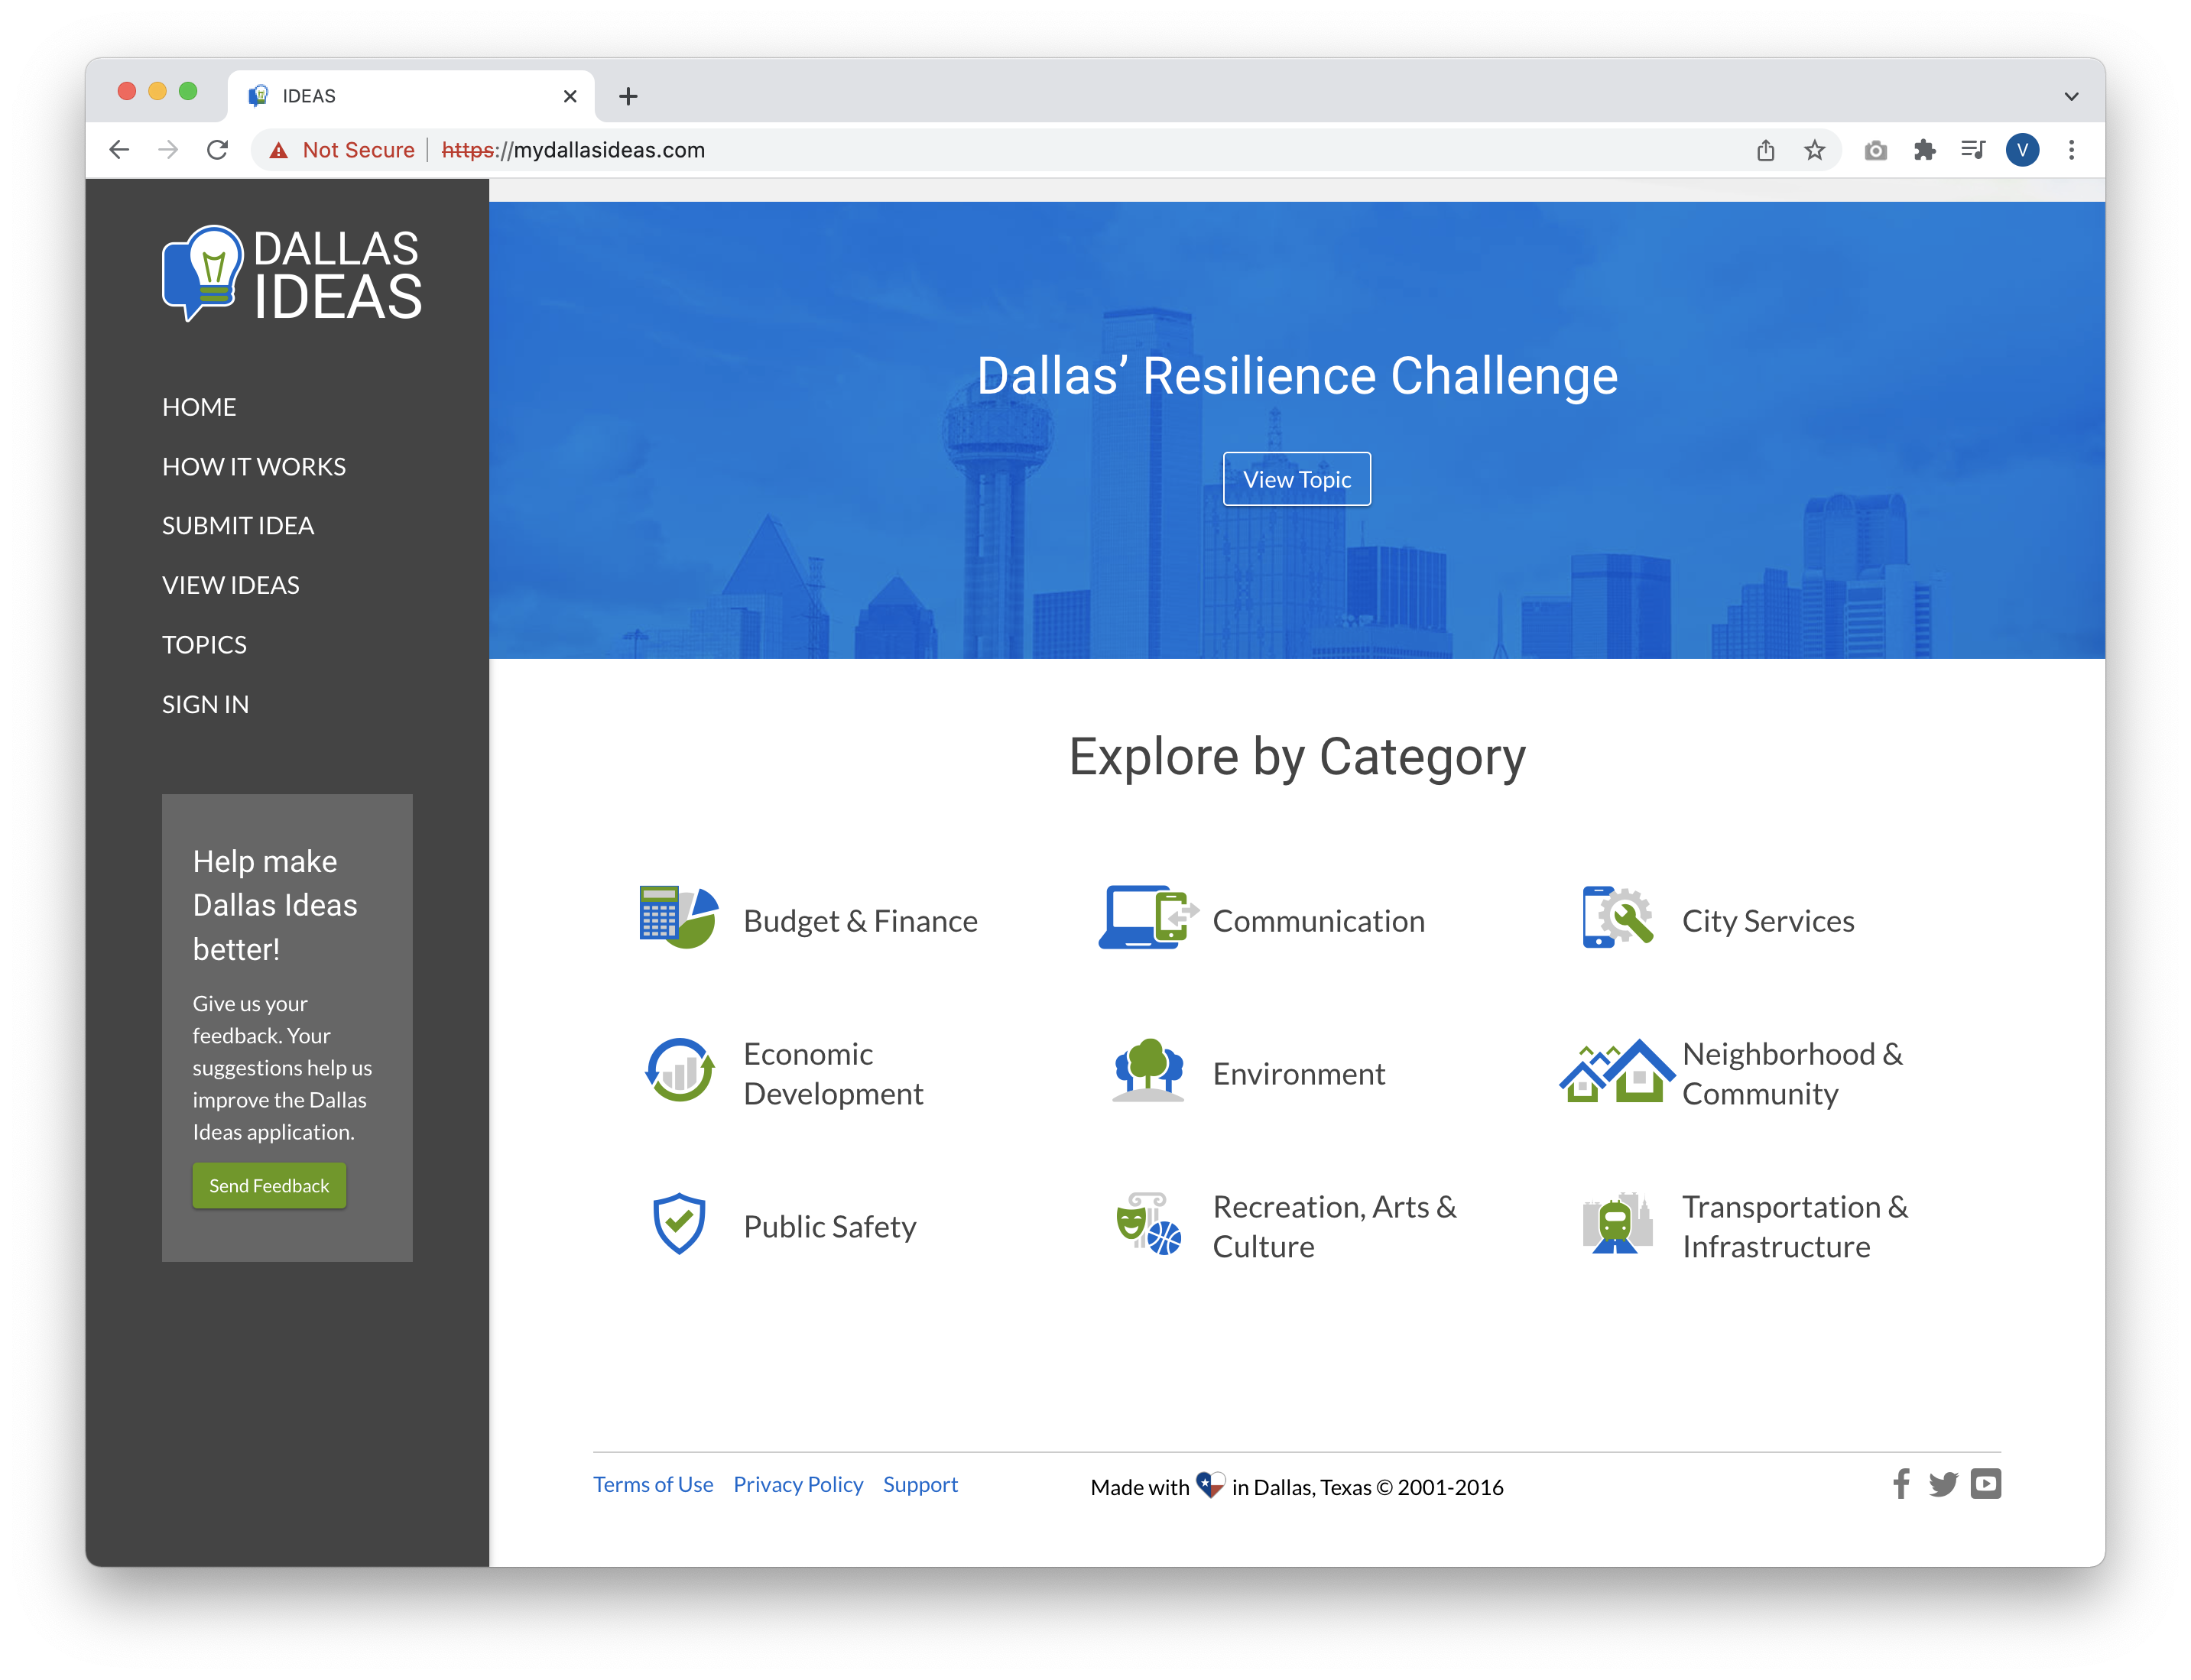 IDEAS
Not Secure
https://mydallasideas.com
V
DALLAS
IDEAS
HOME
HOW IT WORKS
SUBMIT IDEA
VIEW IDEAS
TOPICS
SIGN IN
Help make
Dallas Ideas
better!
Give us your
feedback. Your
suggestions help us
improve the Dallas
Ideas application.
Send Feedback
Dallas’ Resilience Challenge
View Topic
Explore by Category
Budget & Finance
Communication
City Services
Economic
Development
Environment
Neighborhood &
Community
Public Safety
Recreation, Arts &
Culture
Transportation &
Infrastructure
Terms of Use Privacy Policy Support
Made with in Dallas, Texas © 2001-2016